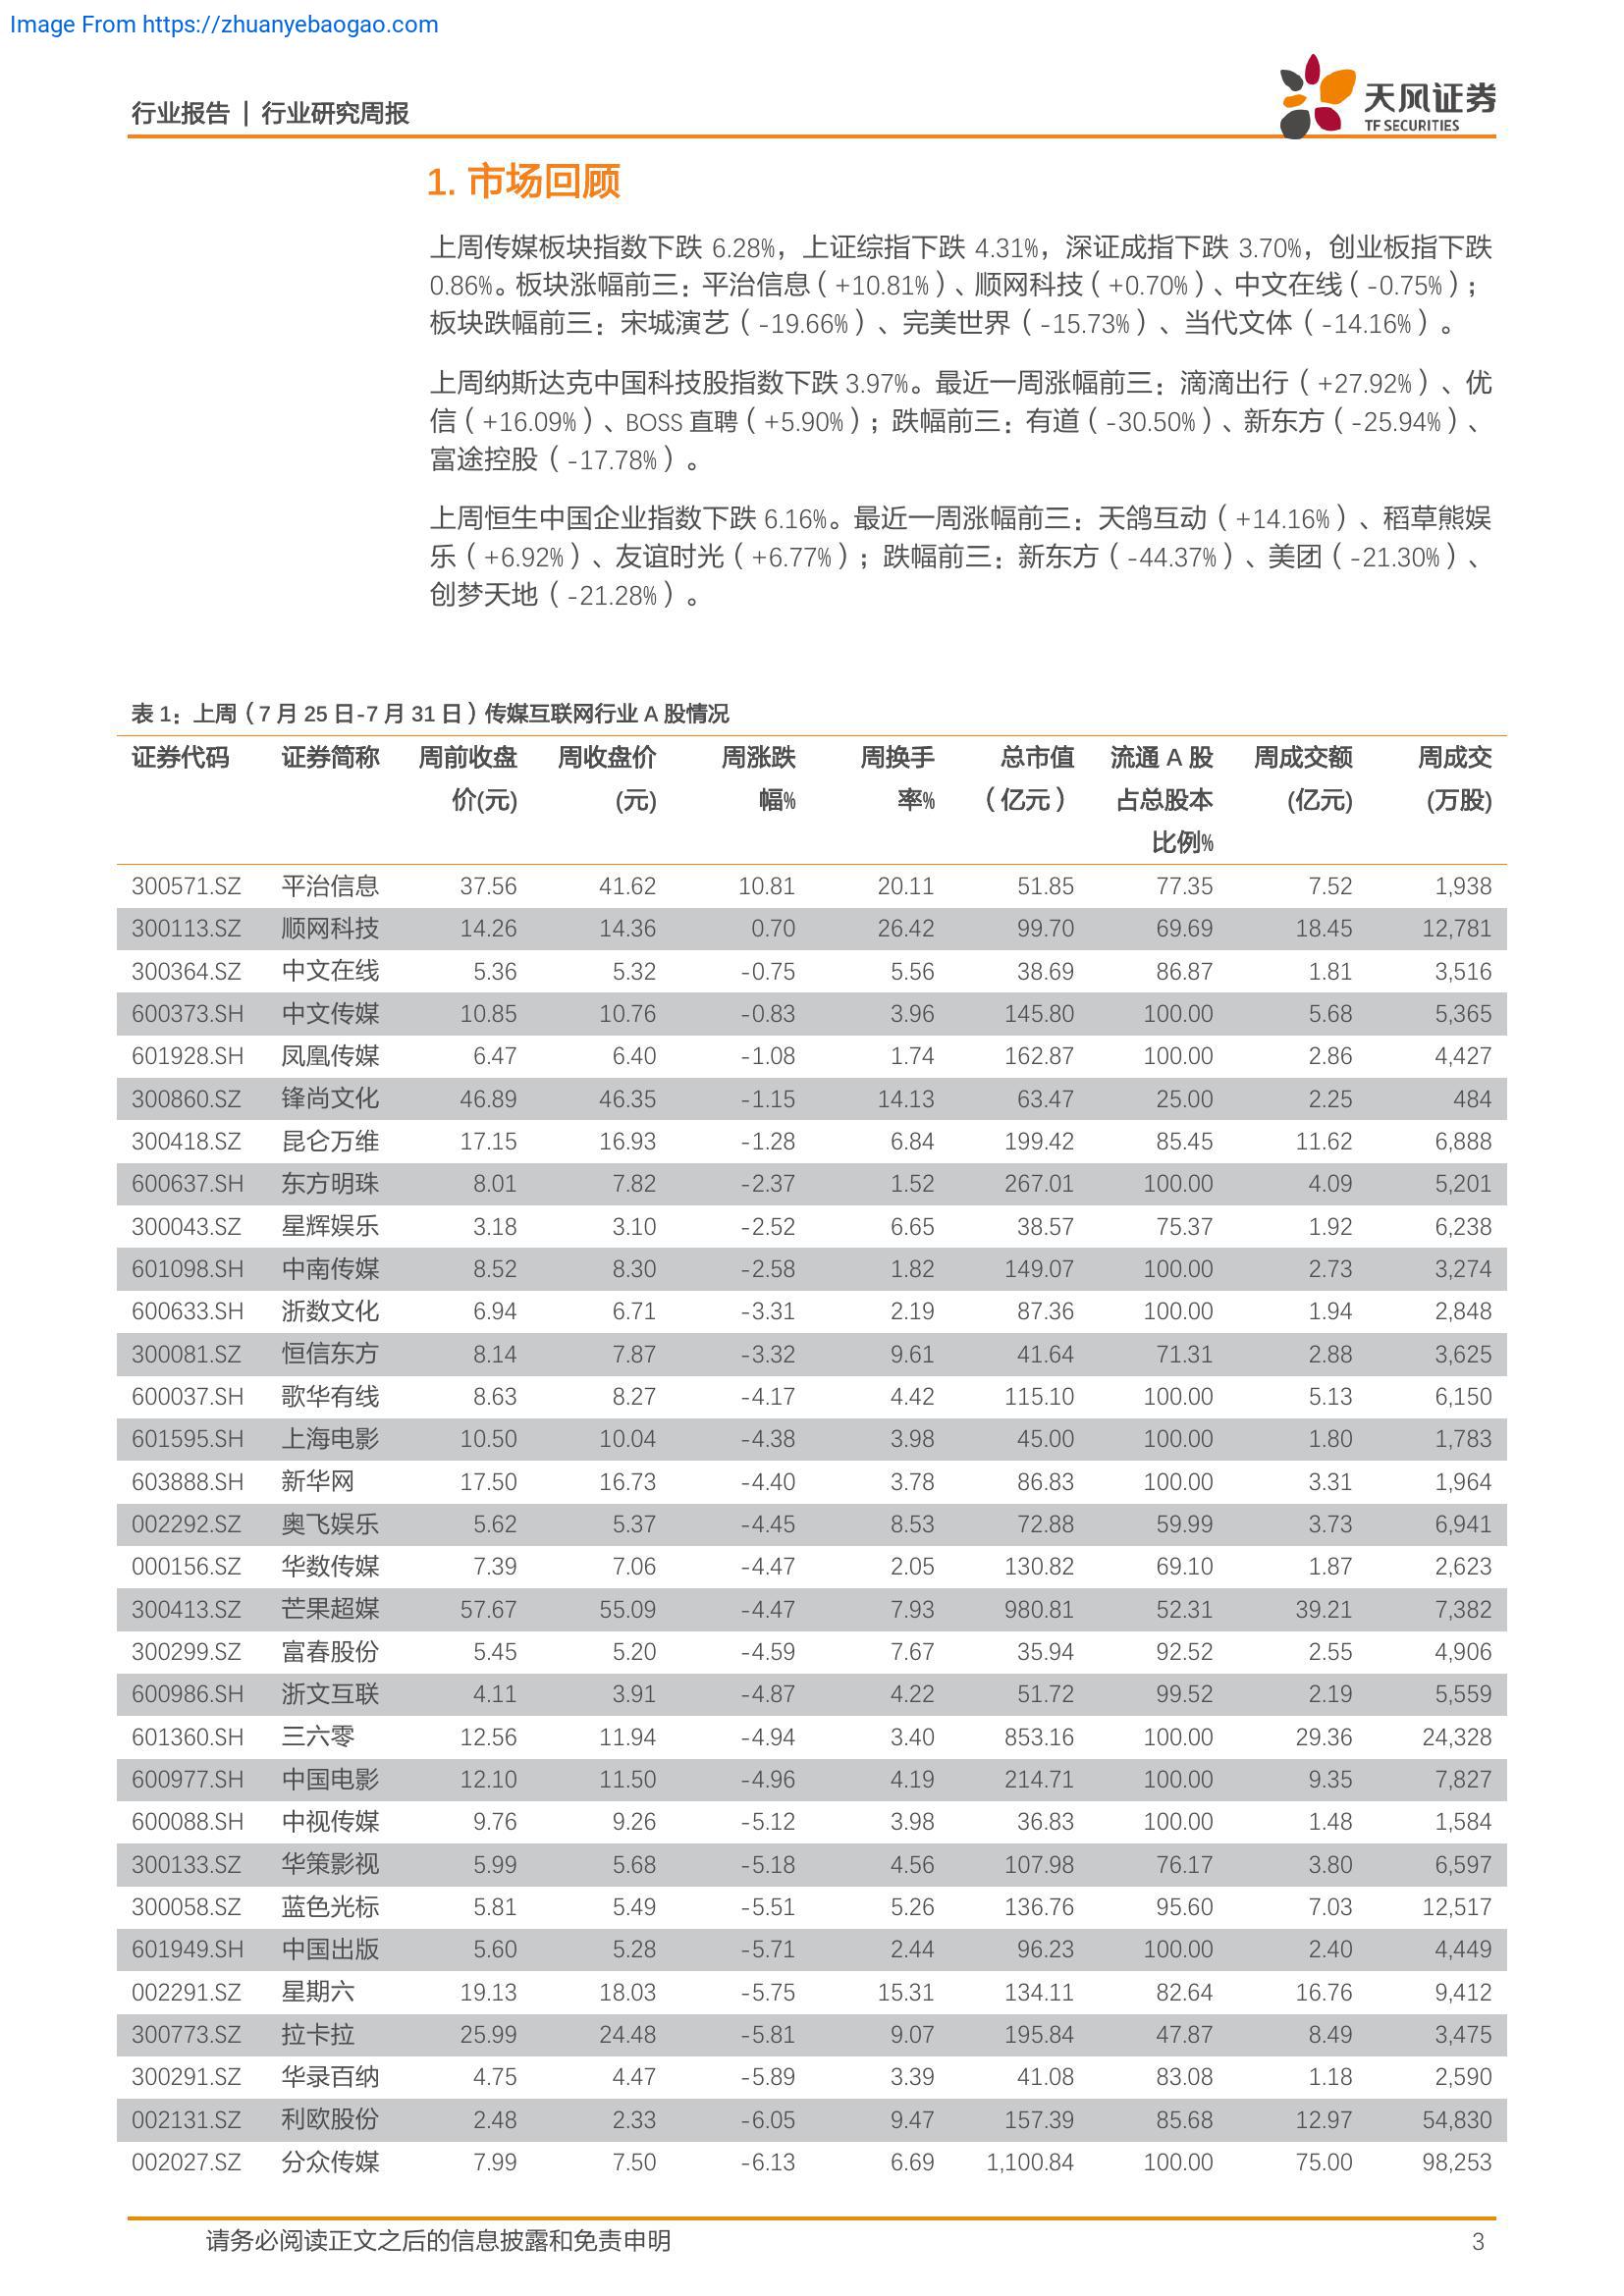 Image From https://zhuanyebaogao.com
行业报告 | 行业研究周报
天风证券
TF SECURITIES
1. 市场回顾
上周传媒板块指数下跌 6.28%，上证综指下跌 4.31%，深证成指下跌 3.70%，创业板指下跌
0.86%。板块涨幅前三：平治信息（+10.81%）、顺网科技（+0.70%）、中文在线（-0.75%）；
板块跌幅前三：宋城演艺（-19.66%）、完美世界（-15.73%）、当代文体（-14.16%）。
上周纳斯达克中国科技股指数下跌 3.97%。最近一周涨幅前三：滴滴出行（+27.92%）、优
信（+16.09%）、BOSS 直聘（+5.90%）；跌幅前三：有道（-30.50%）、新东方（-25.94%）、
富途控股（-17.78%）。
上周恒生中国企业指数下跌 6.16%。最近一周涨幅前三：天鸽互动（+14.16%）、稻草熊娱
乐（+6.92%）、友谊时光（+6.77%）；跌幅前三：新东方（-44.37%）、美团（-21.30%）、
创梦天地（-21.28%）。
表 1：上周（7 月 25 日-7 月 31 日）传媒互联网行业 A 股情况
证券代码 证券简称 周前收盘 周收盘价 周涨跌 周换手 总市值 流通 A 股 周成交额 周成交
价(元) (元) 幅% 率% （亿元） 占总股本 (亿元) (万股)
比例%
300571.SZ 平治信息 37.56 41.62 10.81 20.11 51.85 77.35 7.52 1,938
300113.SZ 顺网科技 14.26 14.36 0.70 26.42 99.70 69.69 18.45 12,781
300364.SZ 中文在线 5.36 5.32 -0.75 5.56 38.69 86.87 1.81 3,516
600373.SH 中文传媒 10.85 10.76 -0.83 3.96 145.80 100.00 5.68 5,365
601928.SH 凤凰传媒 6.47 6.40 -1.08 1.74 162.87 100.00 2.86 4,427
300860.SZ 锋尚文化 46.89 46.35 -1.15 14.13 63.47 25.00 2.25 484
300418.SZ 昆仑万维 17.15 16.93 -1.28 6.84 199.42 85.45 11.62 6,888
600637.SH 东方明珠 8.01 7.82 -2.37 1.52 267.01 100.00 4.09 5,201
300043.SZ 星辉娱乐 3.18 3.10 -2.52 6.65 38.57 75.37 1.92 6,238
601098.SH 中南传媒 8.52 8.30 -2.58 1.82 149.07 100.00 2.73 3,274
600633.SH 浙数文化 6.94 6.71 -3.31 2.19 87.36 100.00 1.94 2,848
300081.SZ 恒信东方 8.14 7.87 -3.32 9.61 41.64 71.31 2.88 3,625
600037.SH 歌华有线 8.63 8.27 -4.17 4.42 115.10 100.00 5.13 6,150
601595.SH 上海电影 10.50 10.04 -4.38 3.98 45.00 100.00 1.80 1,783
603888.SH 新华网 17.50 16.73 -4.40 3.78 86.83 100.00 3.31 1,964
002292.SZ 奥飞娱乐 5.62 5.37 -4.45 8.53 72.88 59.99 3.73 6,941
000156.SZ 华数传媒 7.39 7.06 -4.47 2.05 130.82 69.10 1.87 2,623
300413.SZ 芒果超媒 57.67 55.09 -4.47 7.93 980.81 52.31 39.21 7,382
300299.SZ 富春股份 5.45 5.20 -4.59 7.67 35.94 92.52 2.55 4,906
600986.SH 浙文互联 4.11 3.91 -4.87 4.22 51.72 99.52 2.19 5,559
601360.SH 三六零 12.56 11.94 -4.94 3.40 853.16 100.00 29.36 24,328
600977.SH 中国电影 12.10 11.50 -4.96 4.19 214.71 100.00 9.35 7,827
600088.SH 中视传媒 9.76 9.26 -5.12 3.98 36.83 100.00 1.48 1,584
300133.SZ 华策影视 5.99 5.68 -5.18 4.56 107.98 76.17 3.80 6,597
300058.SZ 蓝色光标 5.81 5.49 -5.51 5.26 136.76 95.60 7.03 12,517
601949.SH 中国出版 5.60 5.28 -5.71 2.44 96.23 100.00 2.40 4,449
002291.SZ 星期六 19.13 18.03 -5.75 15.31 134.11 82.64 16.76 9,412
300773.SZ 拉卡拉 25.99 24.48 -5.81 9.07 195.84 47.87 8.49 3,475
300291.SZ 华录百纳 4.75 4.47 -5.89 3.39 41.08 83.08 1.18 2,590
002131.SZ 利欧股份 2.48 2.33 -6.05 9.47 157.39 85.68 12.97 54,830
002027.SZ 分众传媒 7.99 7.50 -6.13 6.69 1,100.84 100.00 75.00 98,253
请务必阅读正文之后的信息披露和免责申明 3